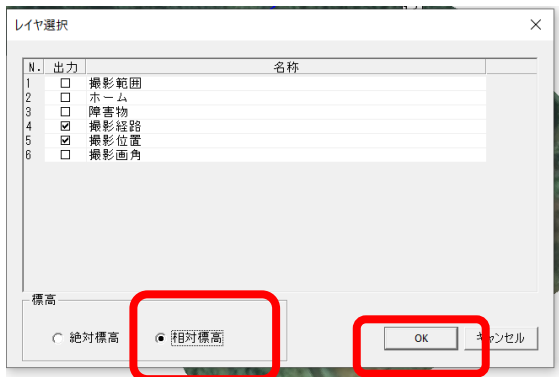 レイヤ選択
N. 出力 名称
1 撮影範囲
2 ホーム
3 障害物
4 撮影経路
5 撮影位置
6 撮影画角
標高
絶対標高 相対標高 OK キャンセル